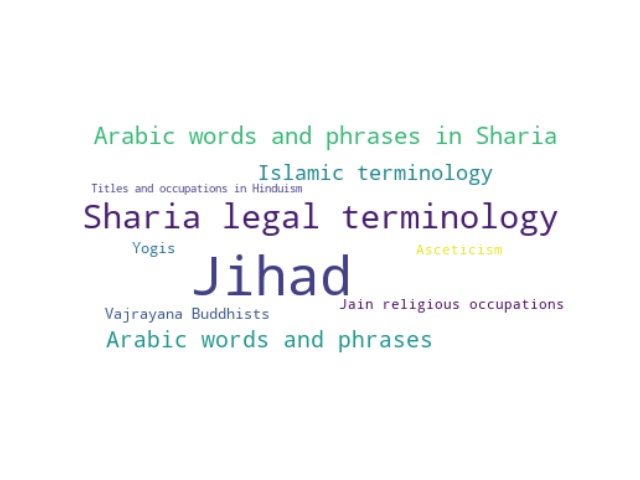 Arabic words and phrases in Sharia
Islamic terminology
Titles and occupations in Hinduism
Sharia legal terminology
Yogis
Asceticism
Jihad
Jain religious occupations
Vajrayana Buddhists
Arabic words and phrases